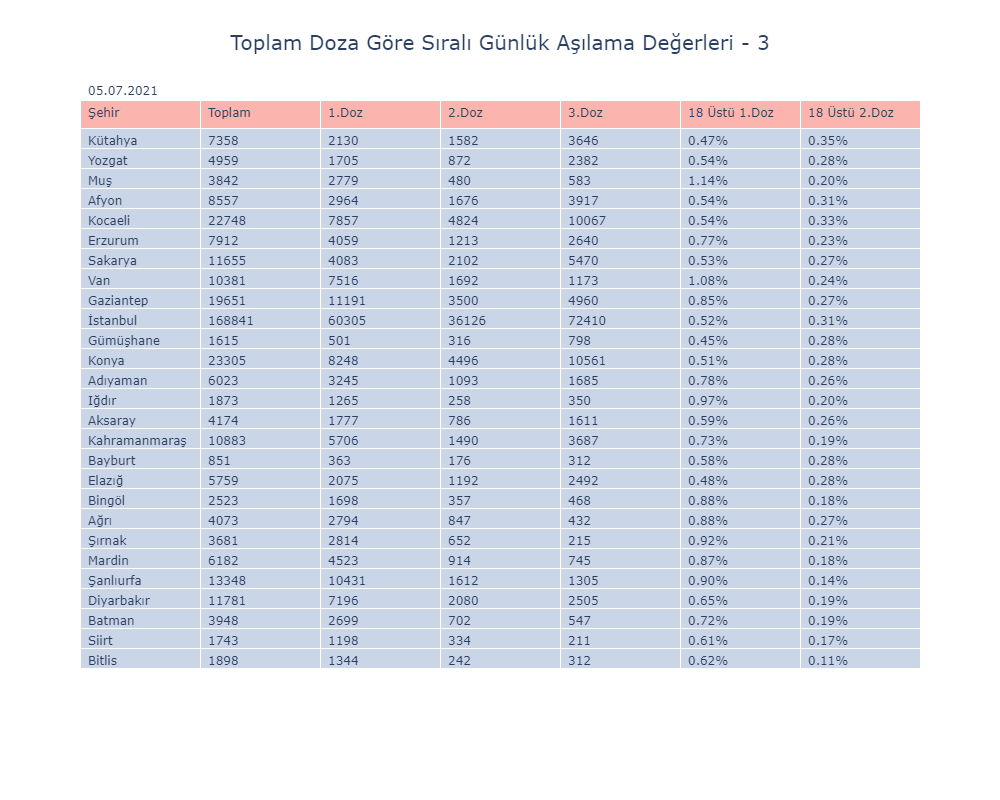 Toplam Doza Göre Sıralı Günlük Aşılama Değerleri - 3
05.07.2021
Şehir Toplam 1.Doz 2.Doz 3.Doz 18 Üstü 1.Doz 18 Üstü 2.Doz
Kütahya 7358 2130 1582 3646 0.47% 0.35%
Yozgat 4959 1705 872 2382 0.54% 0.28%
Muş 3842 2779 480 583 1.14% 0.20%
Afyon 8557 2964 1676 3917 0.54% 0.31%
Kocaeli 22748 7857 4824 10067 0.54% 0.33%
Erzurum 7912 4059 1213 2640 0.77% 0.23%
Sakarya 11655 4083 2102 5470 0.53% 0.27%
Van 10381 7516 1692 1173 1.08% 0.24%
Gaziantep 19651 11191 3500 4960 0.85% 0.27%
İstanbul 168841 60305 36126 72410 0.52% 0.31%
Gümüşhane 1615 501 316 798 0.45% 0.28%
Konya 23305 8248 4496 10561 0.51% 0.28%
Adıyaman 6023 3245 1093 1685 0.78% 0.26%
Iğdır 1873 1265 258 350 0.97% 0.20%
Aksaray 4174 1777 786 1611 0.59% 0.26%
Kahramanmaraş 10883 5706 1490 3687 0.73% 0.19%
Bayburt 851 363 176 312 0.58% 0.28%
Elazığ 5759 2075 1192 2492 0.48% 0.28%
Bingöl 2523 1698 357 468 0.88% 0.18%
Ağrı 4073 2794 847 432 0.88% 0.27%
Şırnak 3681 2814 652 215 0.92% 0.21%
Mardin 6182 4523 914 745 0.87% 0.18%
Şanlıurfa 13348 10431 1612 1305 0.90% 0.14%
Diyarbakır 11781 7196 2080 2505 0.65% 0.19%
Batman 3948 2699 702 547 0.72% 0.19%
Siirt 1743 1198 334 211 0.61% 0.17%
Bitlis 1898 1344 242 312 0.62% 0.11%